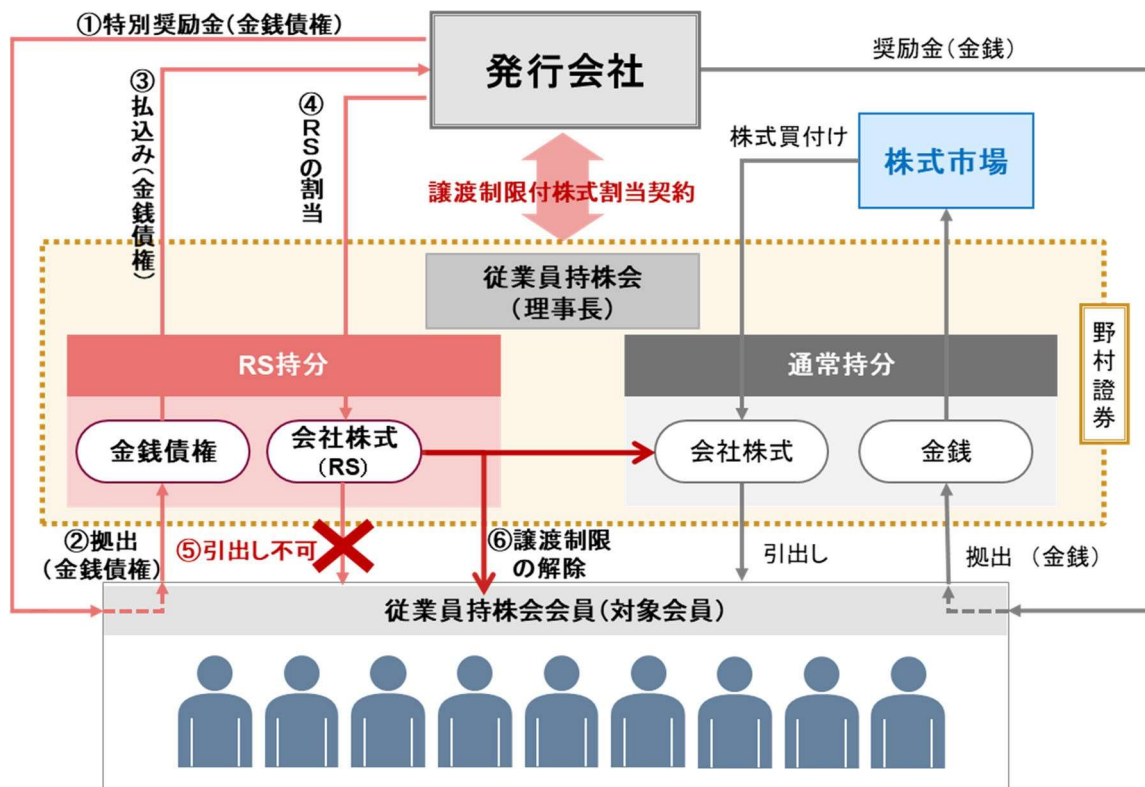 ①特別奨励金(金銭債権)
発行会社
奨励金(金銭)
③払込み(金銭債権)
④RSの割当
株式買付け
株式市場
譲渡制限付株式割当契約
従業員持株会
(理事長)
野村證券
RS持分
通常持分
金銭債権
会社株式
(RS)
会社株式
金銭
②拠出
(金銭債権)
⑤引出し不可
⑥譲渡制限
の解除
引出し
拠出 (金銭)
従業員持株会会員(対象会員)